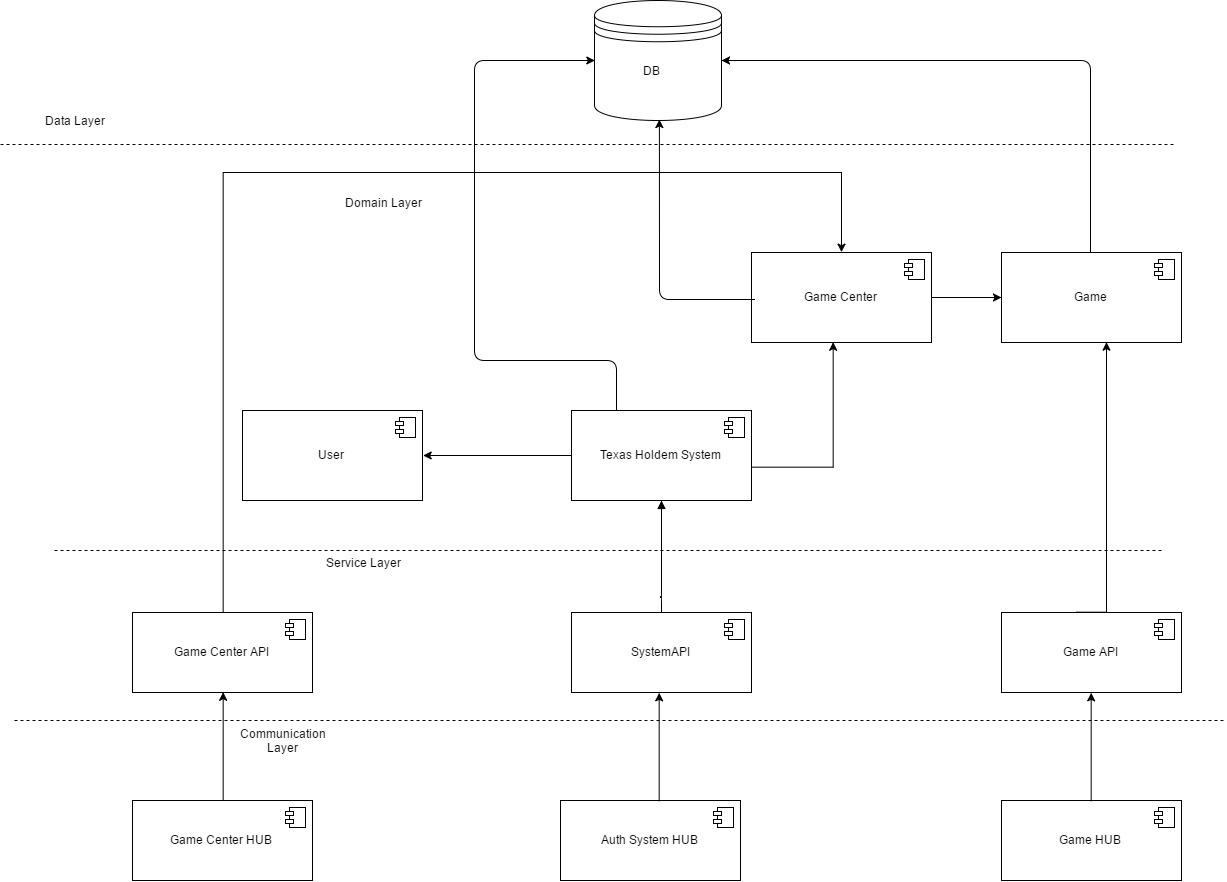 DB
Data Layer
Domain Layer
Game Center
Game
User
Texas Holdem System
Service Layer
Game Center API
SystemAPI
Game API
Communication
Layer
Game Center HUB
Auth System HUB
Game HUB